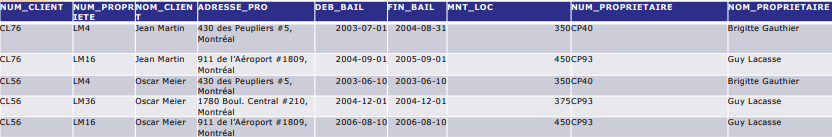 NUM_CLIENT NUM_PROPRIETE NOM_CLIENT ADRESSE_PRO DEB_BAIL FIN_BAIL MNT_LOC NUM_PROPRIETAIRE NOM_PROPRIETAIRE
CL76 LM4 Jean Martin 430 des Peupliers #5, Montréal 2003-07-01 2004-08-31 350 CP40 Brigitte Gauthier
CL76 LM16 Jean Martin 911 de l’Aéroport #1809, Montréal 2004-09-01 2005-09-01 450 CP93 Guy Lacasse
CL56 LM4 Oscar Meier 430 des Peupliers #5, Montréal 2003-06-10 2003-06-10 350 CP40 Brigitte Gauthier
CL56 LM36 Oscar Meier 1780 Boul. Central #210, Montréal 2004-12-01 2004-12-01 375 CP93 Guy Lacasse
CL56 LM16 Oscar Meier 911 de l’Aéroport #1809, Montréal 2006-08-10 2006-08-10 450 CP93 Guy Lacasse